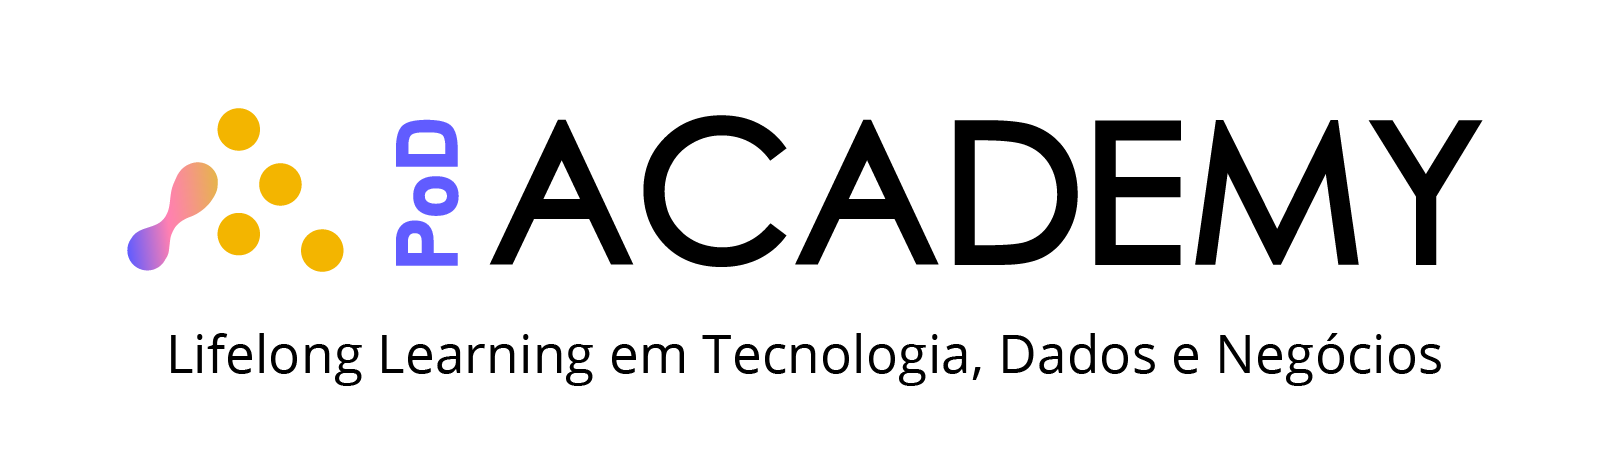 PoD ACADEMY
Lifelong Learning em Tecnologia, Dados e Negócios